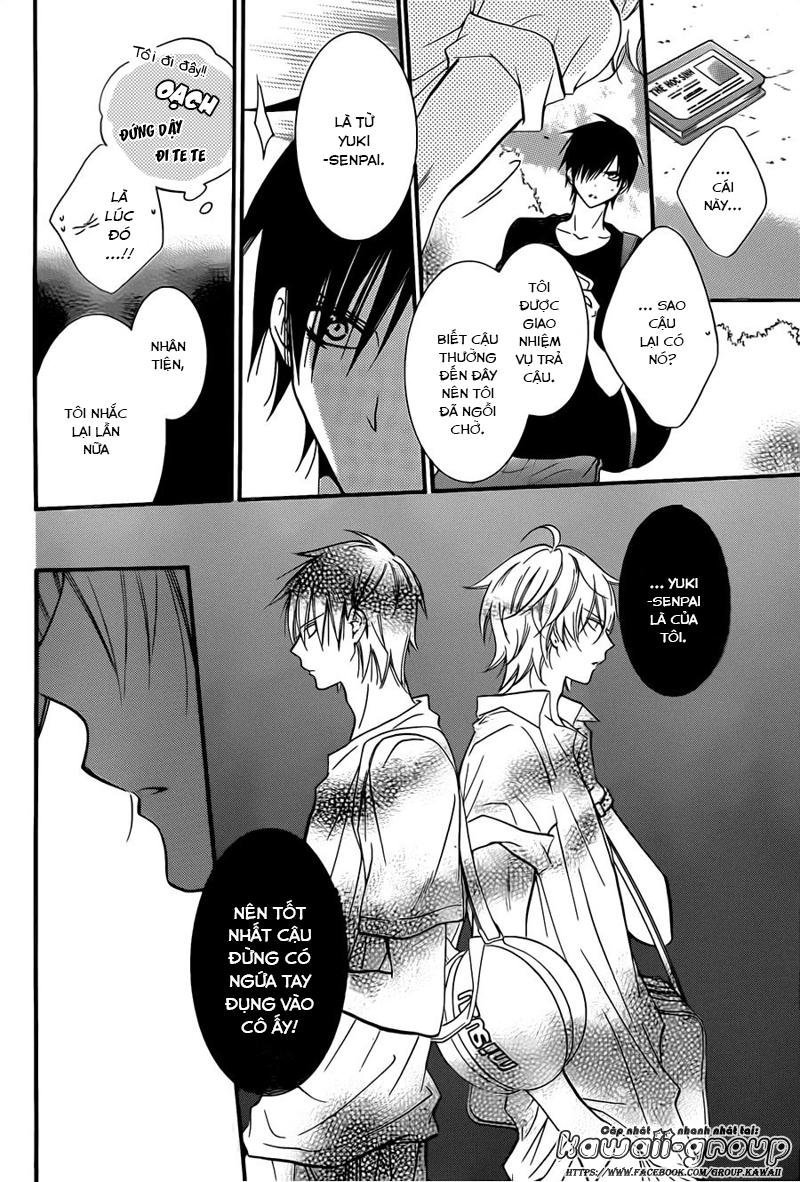 THẺ HỌC SINH
...
CÁI
NÀY...
... SAO
CẬU
LẠI CÓ
NÓ?
TÔI
ĐƯỢC
GIAO
NHIỆM
VỤ TRẢ
CẬU.
BIẾT CẬU
THƯỜNG
ĐẾN ĐÂY
NÊN TÔI
ĐÃ NGỒI
CHỜ.
LÀ TỪ
YUKI
-SENPAI.
Tôi đi đây!!
OẠCH
ĐỨNG DẬY
ĐI TE TE
LÀ
LÚC
ĐÓ
...!!
NHÂN
TIỆN,
TÔI NHẮC
LẠI LẦN
NỮA
... YUKI
-SENPAI
LÀ CỦA
TÔI.
NÊN TỐT
NHẤT CẬU
ĐỪNG CÓ
NGỨA TAY
ĐỤNG VÀO
CÔ ẤY!
Cập nhật nhanh nhất tại:
kawaii-group
HTTPS://WWW.FACEBOOK.COM/GROUP.KAWAII